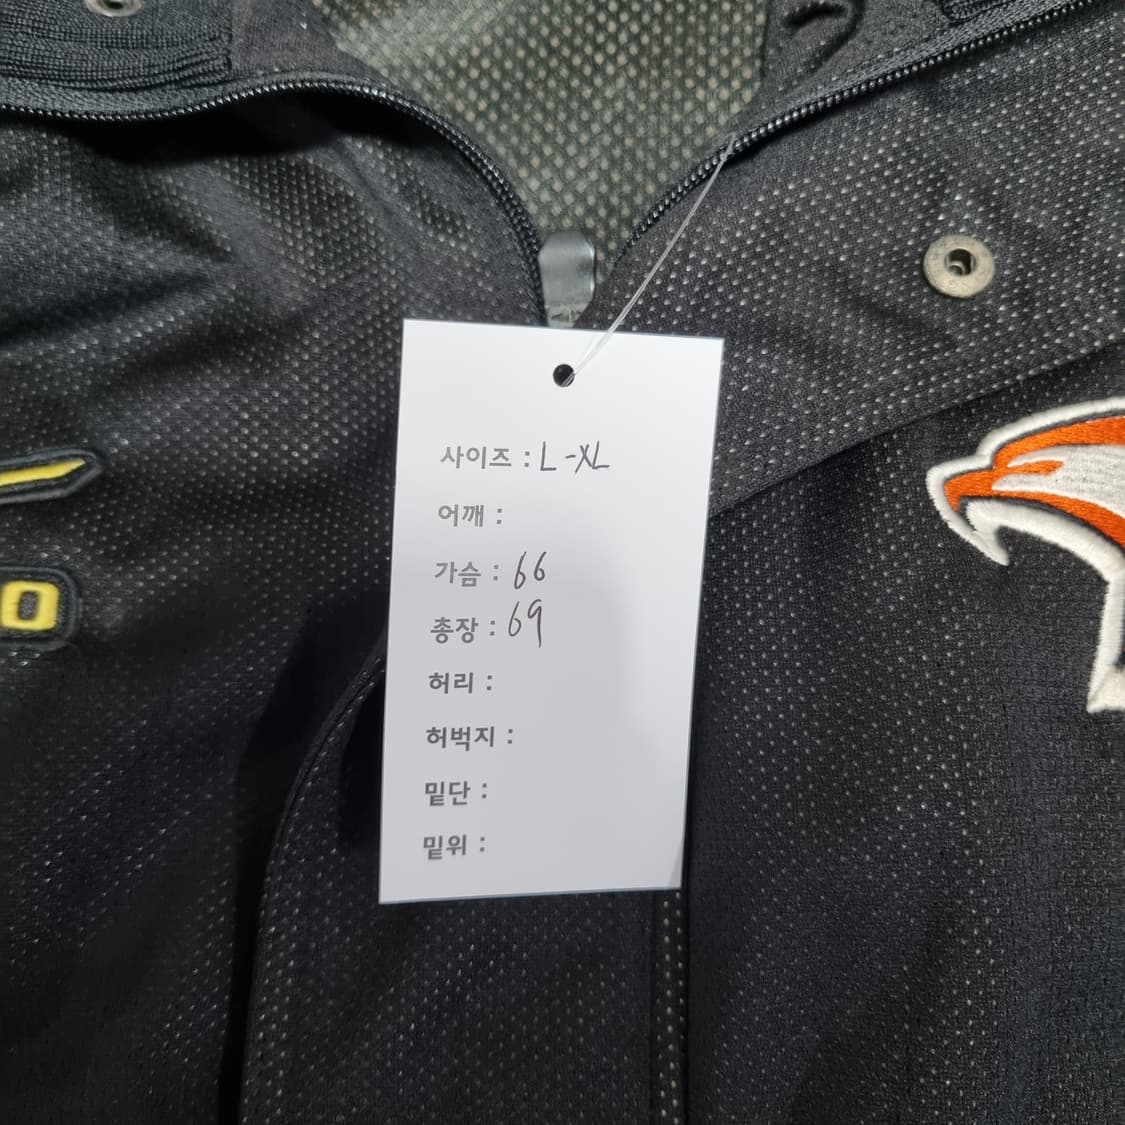 사이즈 : L-XL
어깨 :
가슴 : 66
총장 : 69
허리 :
허벅지 :
밑단 :
밑위 :
O